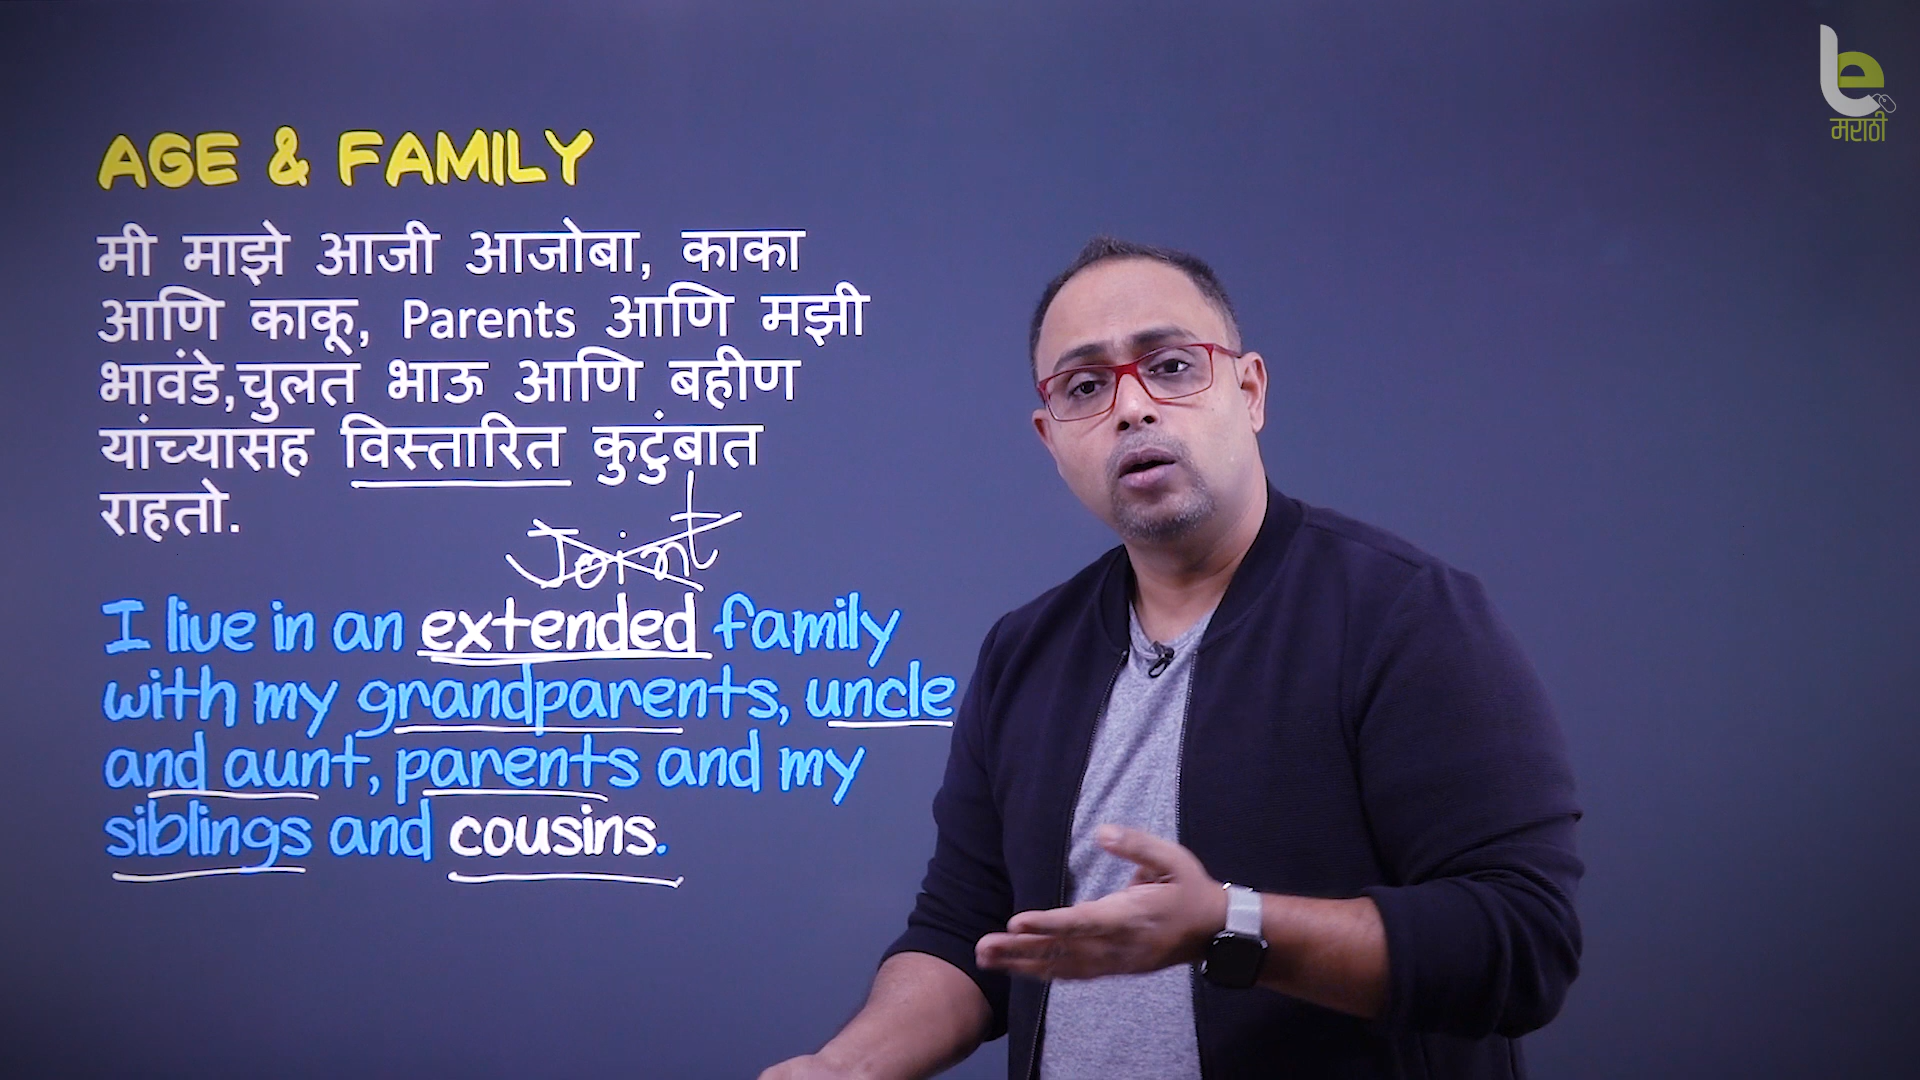 AGE & FAMILY
मी माझे आजी आजोबा, काका
आणि काकू, Parents आणि मझी
भावंडे,चुलत भाऊ आणि बहीण
यांच्यासह विस्तारित कुटुंबात
राहतो.
Joint
I live in an extended family
with my grandparents, uncle
and aunt, parents and my
siblings and cousins.
le
मराठी